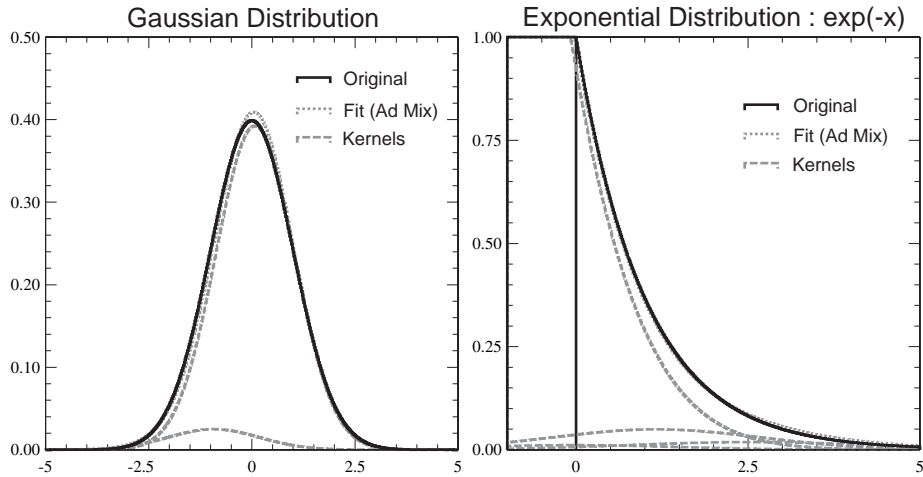 Gaussian Distribution
0.50
0.40
0.30
0.20
0.10
0.00
-5
-2.5
0
2.5
5
Original
Fit (Ad Mix)
Kernels
Exponential Distribution : exp(-x)
1.00
0.75
0.50
0.25
0.00
0
2.5
5
Original
Fit (Ad Mix)
Kernels